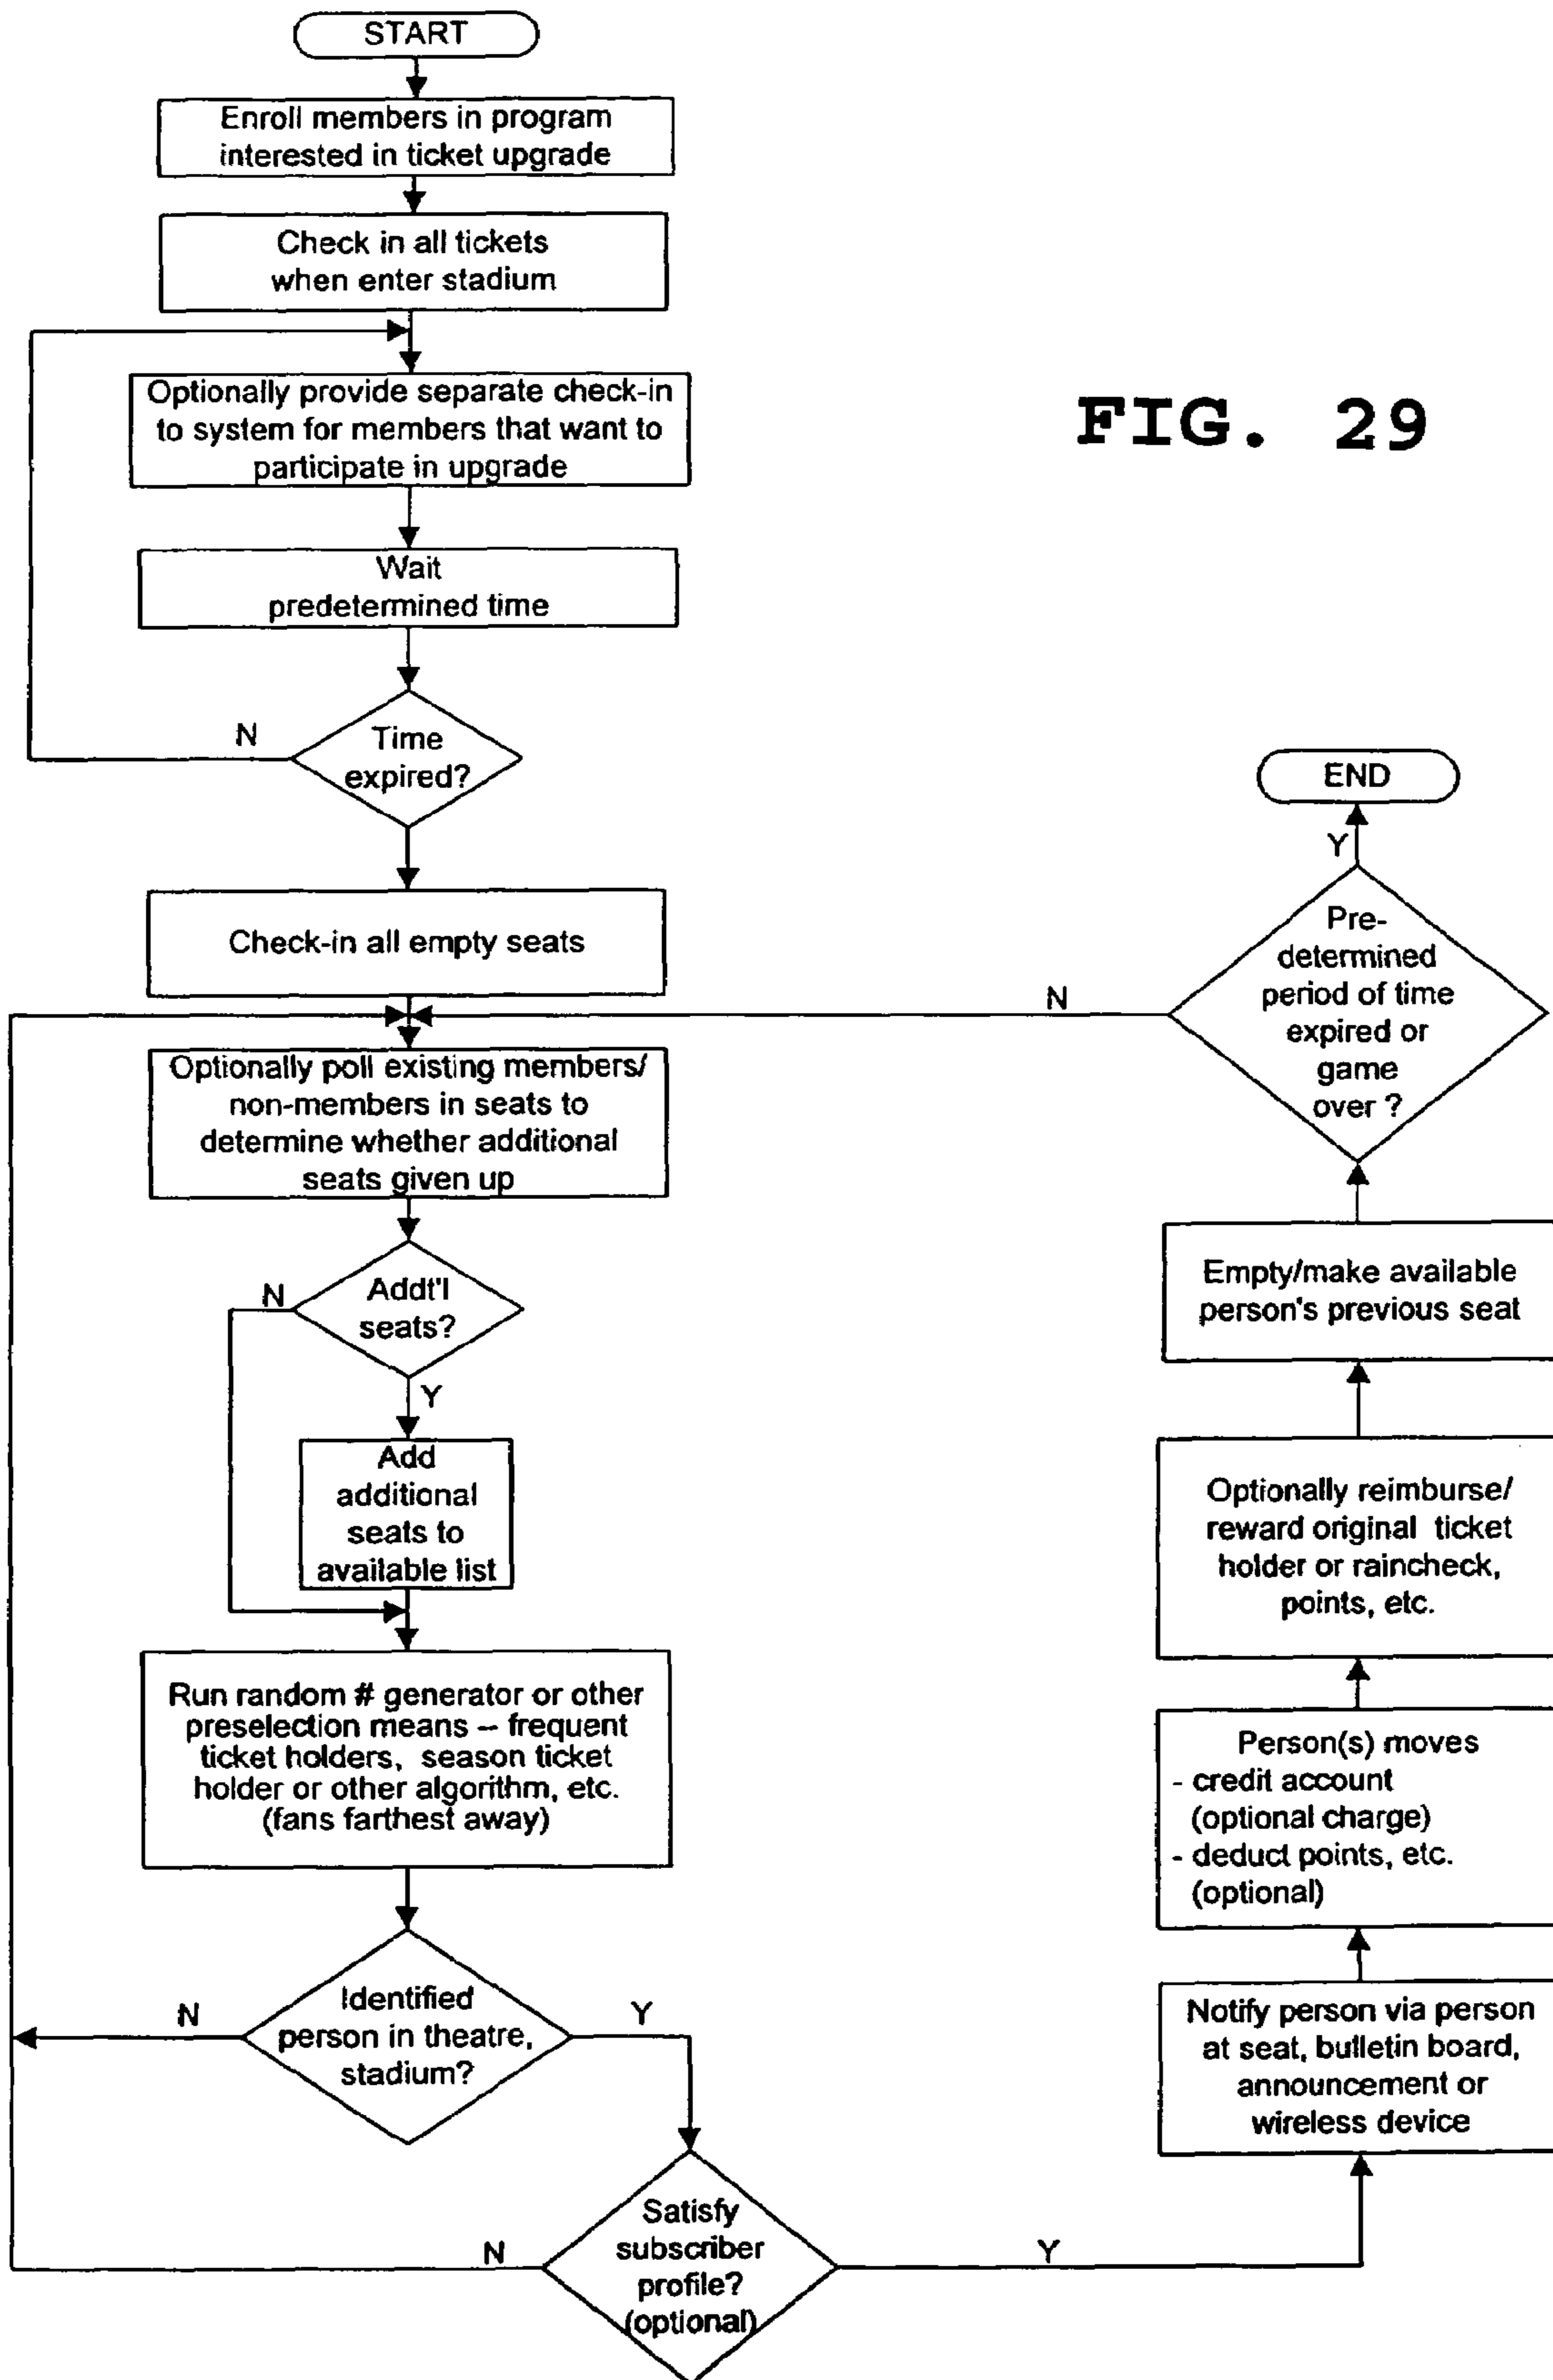 START
Enroll members in program
interested in ticket upgrade
Check in all tickets
when enter stadium
Optionally provide separate check-in
to system for members that want to
participate in upgrade
FIG. 29
Wait
predetermined time
N
Time
expired?
Check-in all empty seats
Optionally poll existing members/
non-members in seats to
determine whether additional
seats given up
N
Addt'l
seats?
Y
Add
additional
seats to
available list
Run random # generator or other
preselection means – frequent
ticket holders, season ticket
holder or other algorithm, etc.
(fans farthest away)
N
Identified
person in theatre,
stadium?
Y
N
Satisfy
subscriber
profile?
(optional)
Y
Notify person via person
at seat, bulletin board,
announcement or
wireless device
Person(s) moves
- credit account
(optional charge)
- deduct points, etc.
(optional)
Optionally reimburse/
reward original ticket
holder or raincheck,
points, etc.
Empty/make available
person's previous seat
N
Pre-
determined
period of time
expired or
game
over ?
Y
END